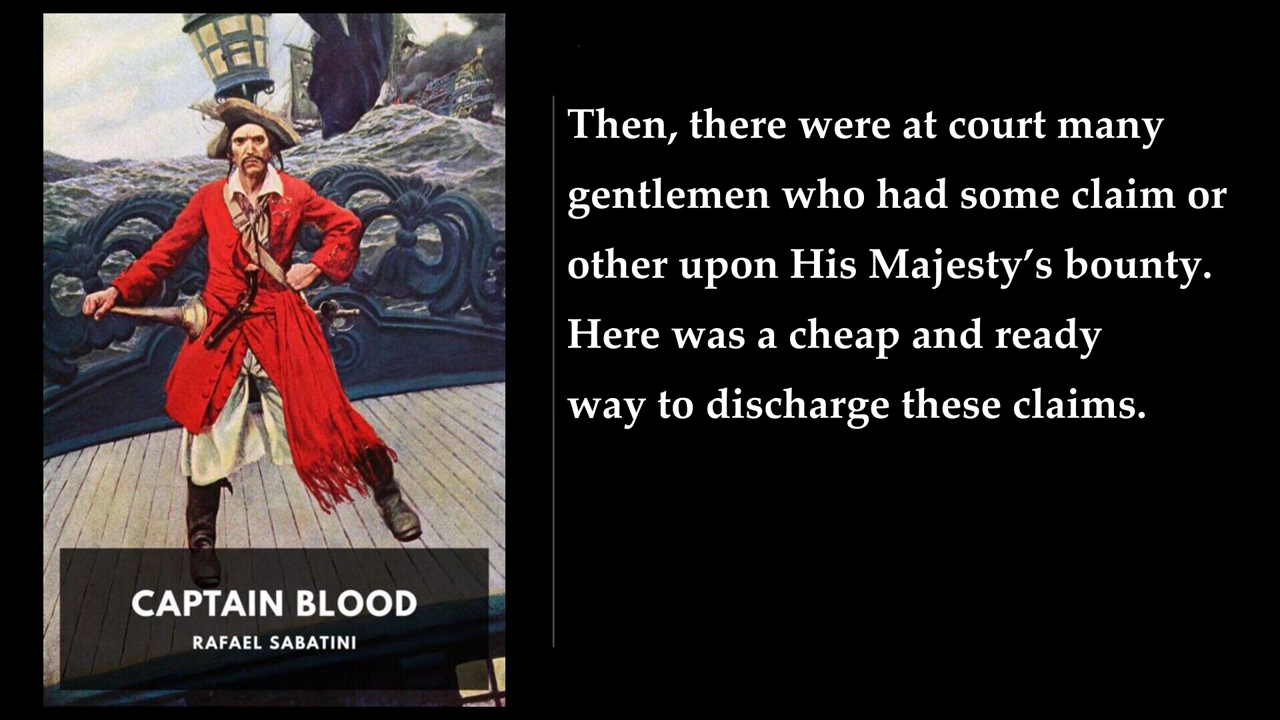 Then, there were at court many
gentlemen who had some claim or
other upon His Majesty’s bounty.
Here was a cheap and ready
way to discharge these claims.
CAPTAIN BLOOD
RAFAEL SABATINI